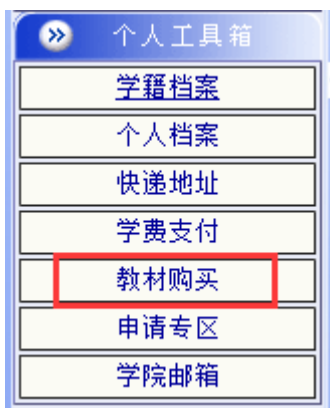 个人工具箱
学籍档案
个人档案
快递地址
学费支付
教材购买
申请专区
学院邮箱